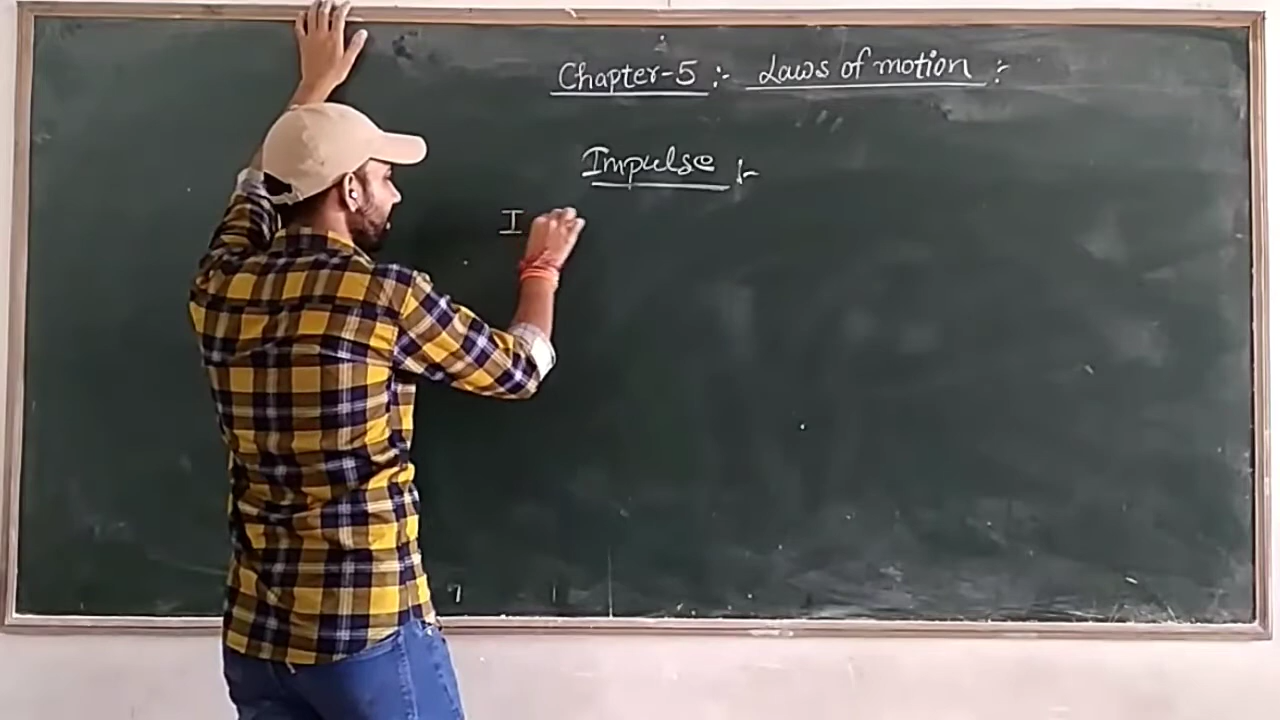 Chapter-5 :- Laws of motion :-
Impulse :-
I